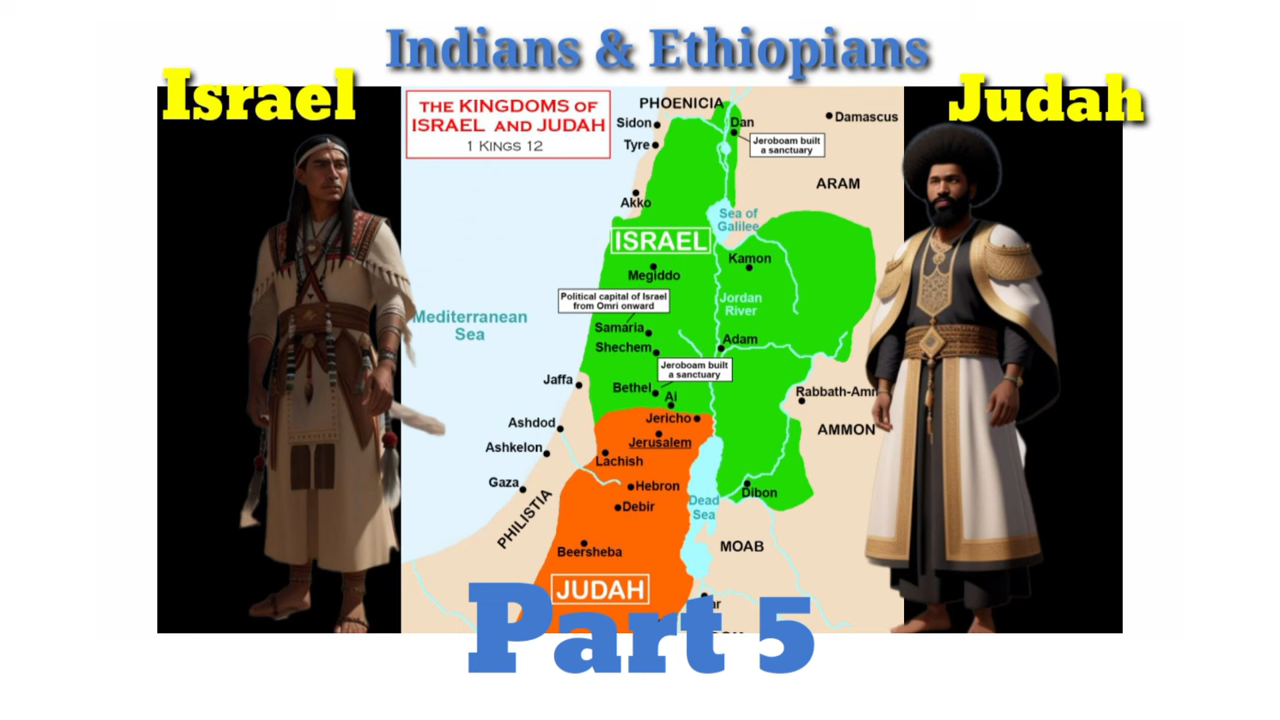 Indians & Ethiopians
Israel
Judah
THE KINGDOMS OF
ISRAEL AND JUDAH
1 KINGS 12
PHOENICIA
Sidon
Tyre
Dan
Jeroboam built
a sanctuary
Damascus
ARAM
Akko
Sea of
Galilee
ISRAEL
Kamon
Megiddo
Political capital of Israel
from Omri onward
Jordan
River
Mediterranean
Sea
Samaria
Shechem
Adam
Jeroboam built
a sanctuary
Jaffa
Bethel
Ai
Rabbath-Amm
Jericho
Ashdod
AMMON
Jerusalem
Ashkelon
Lachish
Gaza
Hebron
Dibon
Dead
Sea
Debir
PHILISTIA
MOAB
Beersheba
JUDAH
Part 5